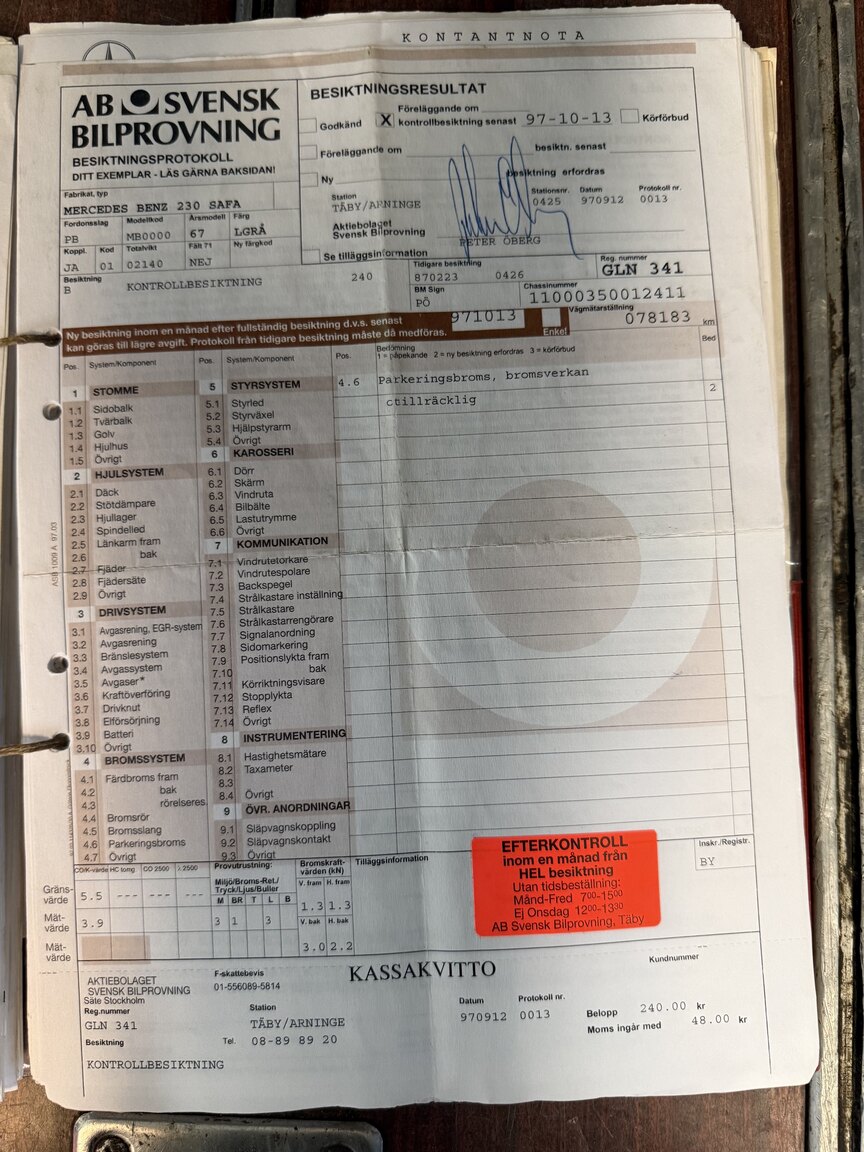 KONTANTNOTA
AB SVENSK
BILPROVNING
BESIKTNINGSPROTOKOLL
DITT EXEMPLAR - LÄS GÄRNA BAKSIDAN!
BESIKTNINGSRESULTAT
Godkänd X Föreläggande om
kontrollbesiktning senast 97-10-13 Körförbud
Föreläggande om besiktn. senast
Ny besiktning erfordras
Station Stationsnr. Datum Protokoll nr.
TÄBY/ARNINGE 0425 970912 0013
Aktiebolaget
Svensk Bilprovning
PETER ÖBERG
Se tilläggsinformation
Fabrikat, typ
MERCEDES BENZ 230 SAFA
Fordonsslag Modellkod Årsmodell Färg
PB MB0000 67 LGRÅ
Koppl. Kod Totalvikt Fält 71 Ny färgkod
JA 01 02140 NEJ
Besiktning
B KONTROLLBESIKTNING 240
Tidigare besiktning
870223 0426
Reg. nummer
GLN 341
BM Sign
PÖ
Chassinummer
11000350012411
Ny besiktning inom en månad efter fullständig besiktning d.v.s. senast 971013
kan göras till lägre avgift. Protokoll från tidigare besiktning måste då medföras.
Enkel
Vägmätarställning
078183 km
Pos. System/Komponent Pos. System/Komponent Pos.
Bedömning
1 = påpekande 2 = ny besiktning erfordras 3 = körförbud
Bed
4.6 Parkeringsbroms, bromsverkan
otillräcklig 2
1 STOMME
1.1 Sidobalk
1.2 Tvärbalk
1.3 Golv
1.4 Hjulhus
1.5 Övrigt
2 HJULSYSTEM
2.1 Däck
2.2 Stötdämpare
2.3 Hjullager
2.4 Spindelled
2.5 Länkarm fram
2.6 bak
2.7 Fjäder
2.8 Fjädersäte
2.9 Övrigt
3 DRIVSYSTEM
3.1 Avgasrening, EGR-system
3.2 Avgasrening
3.3 Bränslesystem
3.4 Avgassystem
3.5 Avgaser*
3.6 Kraftöverföring
3.7 Drivknut
3.8 Elförsörjning
3.9 Batteri
3.10 Övrigt
4 BROMSSYSTEM
4.1 Färdbroms fram
4.2 bak
4.3 rörelseres.
4.4 Bromsrör
4.5 Bromsslang
4.6 Parkeringsbroms
4.7 Övrigt
5 STYRSYSTEM
5.1 Styrled
5.2 Styrväxel
5.3 Hjälpstyrarm
5.4 Övrigt
6 KAROSSERI
6.1 Dörr
6.2 Skärm
6.3 Vindruta
6.4 Bilbälte
6.5 Lastutrymme
6.6 Övrigt
7 KOMMUNIKATION
7.1 Vindrutetorkare
7.2 Vindrutespolare
7.3 Backspegel
7.4 Strålkastare inställning
7.5 Strålkastare
7.6 Strålkastarrengörare
7.7 Signalanordning
7.8 Sidomarkering
7.9 Positionslykta fram
7.10 bak
7.11 Körriktningsvisare
7.12 Stopplykta
7.13 Reflex
7.14 Övrigt
8 INSTRUMENTERING
8.1 Hastighetsmätare
8.2 Taxameter
8.3
8.4 Övrigt
9 ÖVR. ANORDNINGAR
9.1 Släpvagnskoppling
9.2 Släpvagnskontakt
9.3 Övrigt
ASB 1009 A 97.03
CO/K-värde HC tomg CO 2500 λ 2500
Gränsvärde 5.5 --- --- ---
Mätvärde 3.9
Mätvärde
Provutrustning:
Miljö/Broms-Ret./
Tryck/Ljus/Buller
M BR T L B
3 1 3
Bromskraftvärden (kN)
V. fram H. fram
1.3 1.3
V. bak H. bak
3.0 2.2
Tilläggsinformation
EFTERKONTROLL
inom en månad från
HEL besiktning
Utan tidsbeställning:
Månd-Fred 7⁰⁰-15⁰⁰
Ej Onsdag 12⁰⁰-13³⁰
AB Svensk Bilprovning, Täby
Inskr./Registr.
BY
AKTIEBOLAGET
SVENSK BILPROVNING
Säte Stockholm
F-skattebevis
01-556089-5814
KASSAKVITTO
Kundnummer
Reg.nummer
GLN 341
Station
TÄBY/ARNINGE
Datum Protokoll nr.
970912 0013
Belopp 240.00 kr
Moms ingår med 48.00 kr
Besiktning
Tel. 08-89 89 20
KONTROLLBESIKTNING